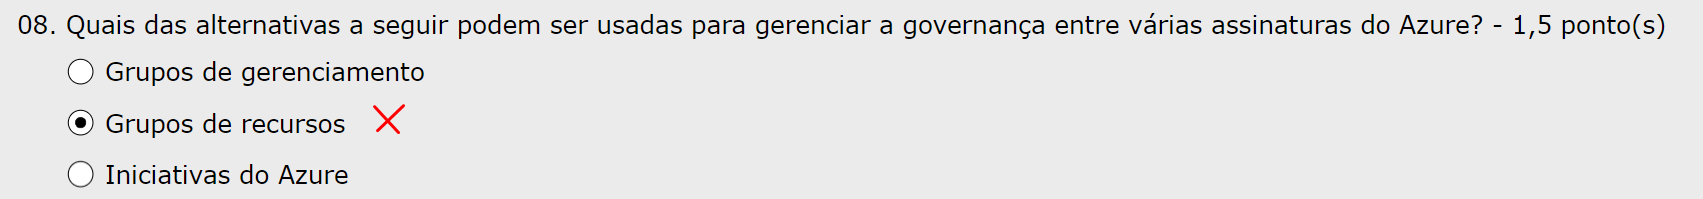 08. Quais das alternativas a seguir podem ser usadas para gerenciar a governança entre várias assinaturas do Azure? - 1,5 ponto(s)
Grupos de gerenciamento
Grupos de recursos
Iniciativas do Azure